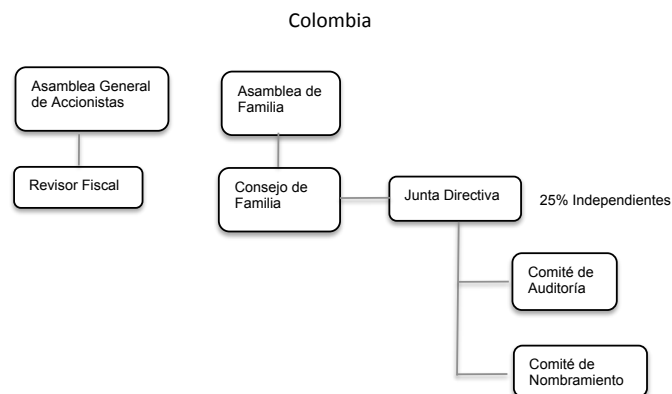 Colombia
Asamblea General
de Accionistas
Asamblea de
Familia
Revisor Fiscal
Consejo de
Familia
Junta Directiva
25% Independientes
Comité de
Auditoría
Comité de
Nombramiento